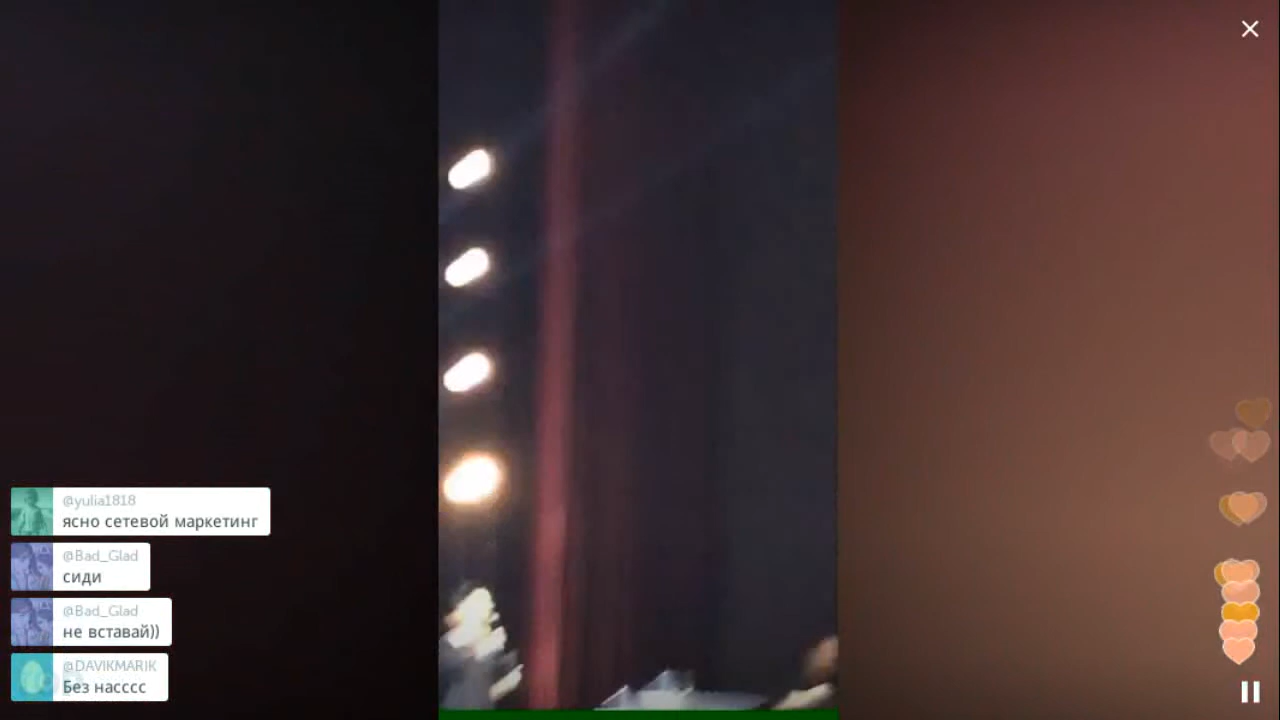 @yulia1818
ясно сетевой маркетинг
@Bad_Glad
сиди
@Bad_Glad
не вставай))
@DAVIKMARIK
Без насссс